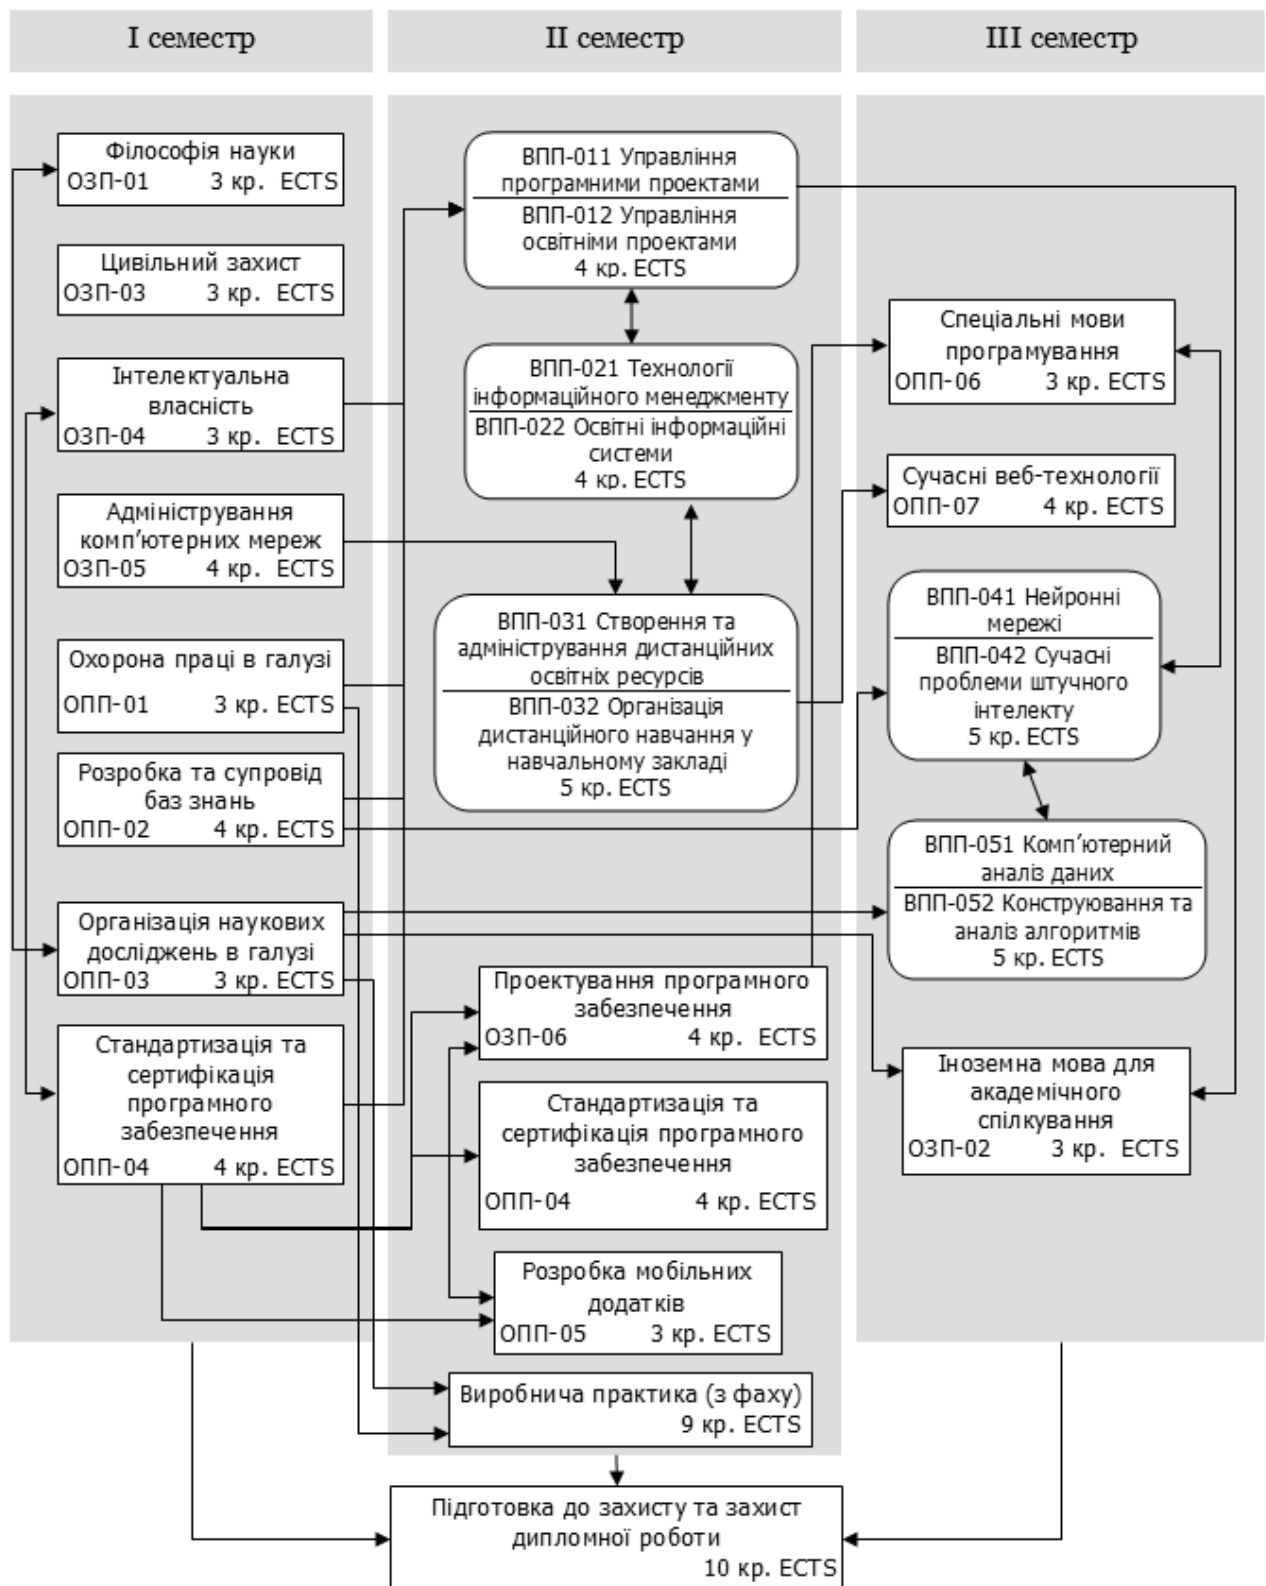 I семестр
II семестр
III семестр
Філософія науки
ОЗП-01 3 кр. ECTS
Цивільний захист
ОЗП-03 3 кр. ECTS
Інтелектуальна
власність
ОЗП-04 3 кр. ECTS
Адміністрування
комп'ютерних мереж
ОЗП-05 4 кр. ECTS
Охорона праці в галузі
ОПП-01 3 кр. ECTS
Розробка та супровід
баз знань
ОПП-02 4 кр. ECTS
Організація наукових
досліджень в галузі
ОПП-03 3 кр. ECTS
Стандартизація та
сертифікація
програмного
забезпечення
ОПП-04 4 кр. ECTS
ВПП-011 Управління
програмними проектами
ВПП-012 Управління
освітніми проектами
4 кр. ECTS
ВПП-021 Технології
інформаційного менеджменту
ВПП-022 Освітні інформаційні
системи
4 кр. ECTS
ВПП-031 Створення та
адміністрування дистанційних
освітніх ресурсів
ВПП-032 Організація
дистанційного навчання у
навчальному закладі
5 кр. ECTS
Проектування програмного
забезпечення
ОЗП-06 4 кр. ECTS
Стандартизація та
сертифікація програмного
забезпечення
ОПП-04 4 кр. ECTS
Розробка мобільних
додатків
ОПП-05 3 кр. ECTS
Виробнича практика (з фаху)
9 кр. ECTS
Спеціальні мови
програмування
ОПП-06 3 кр. ECTS
Сучасні веб-технології
ОПП-07 4 кр. ECTS
ВПП-041 Нейронні
мережі
ВПП-042 Сучасні
проблеми штучного
інтелекту
5 кр. ECTS
ВПП-051 Комп'ютерний
аналіз даних
ВПП-052 Конструювання та
аналіз алгоритмів
5 кр. ECTS
Іноземна мова для
академічного
спілкування
ОЗП-02 3 кр. ECTS
Підготовка до захисту та захист
дипломної роботи
10 кр. ECTS